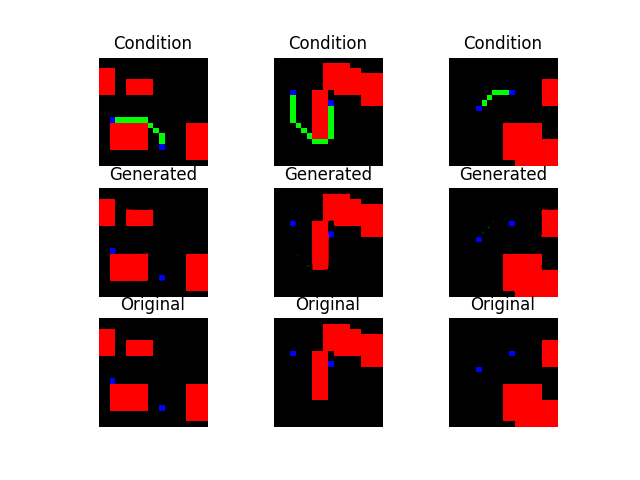 Condition Condition Condition
Generated Generated Generated
Original Original Original